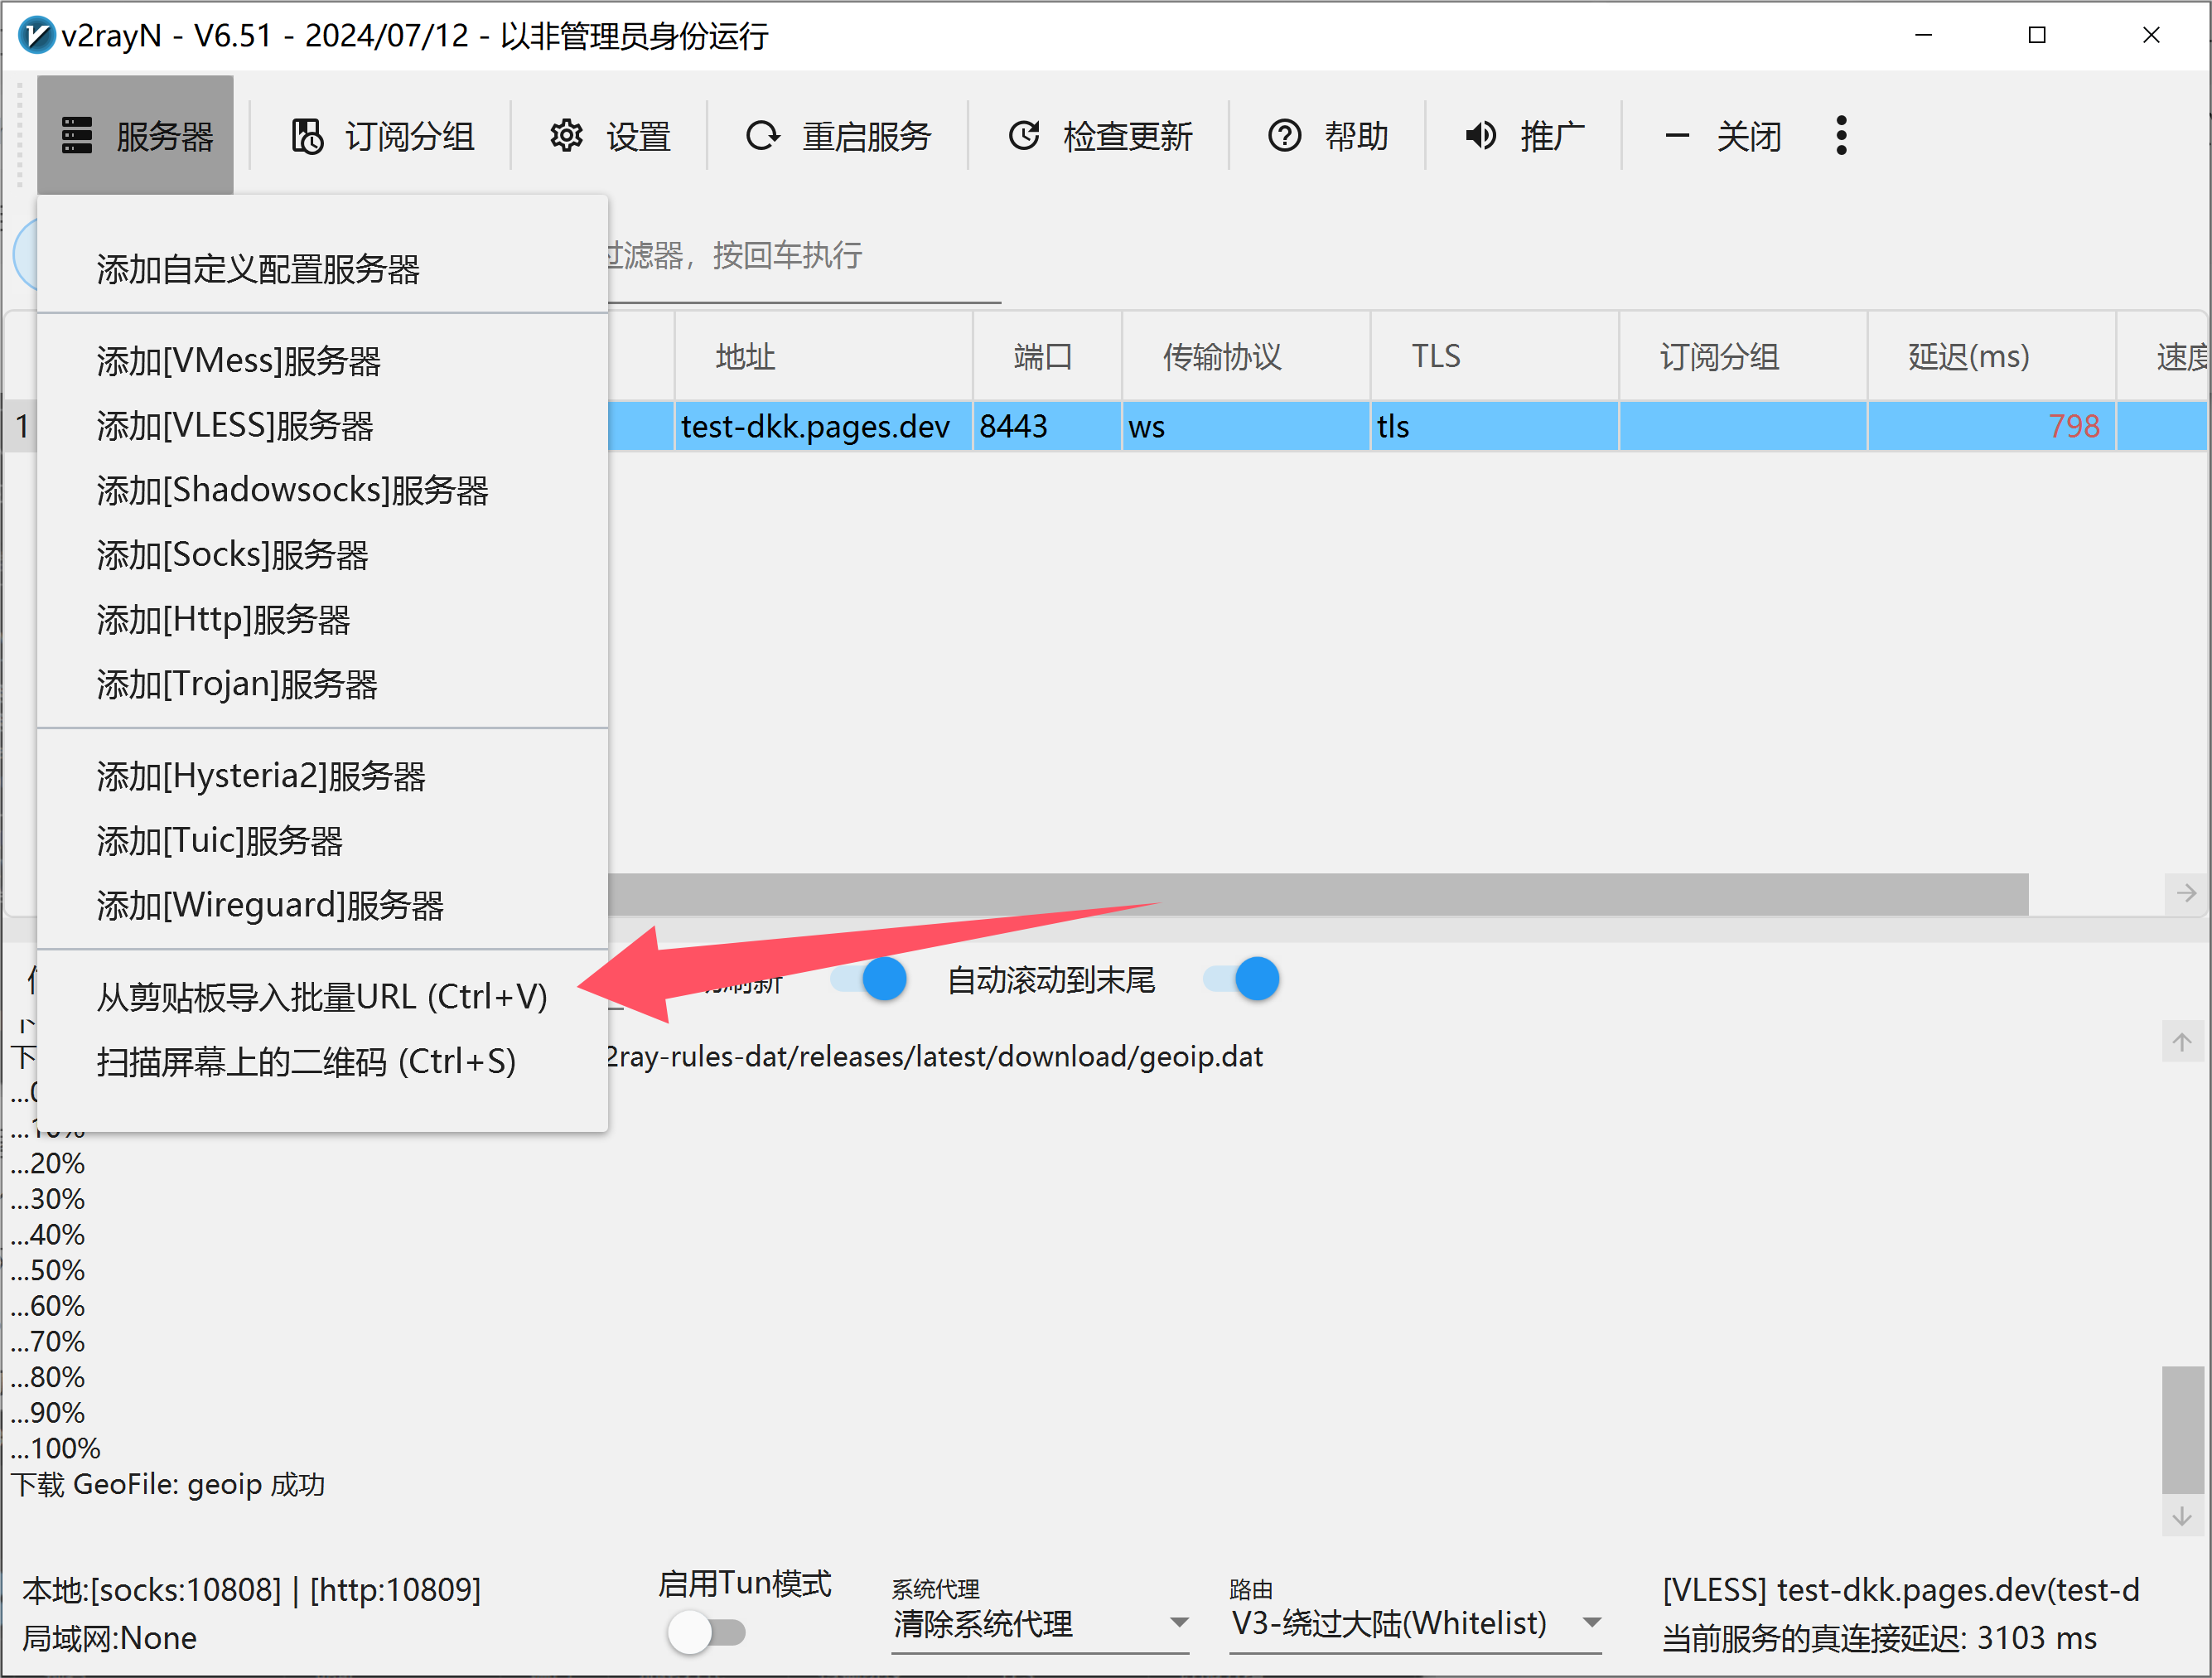 v2rayN - V6.51 - 2024/07/12 - 以非管理员身份运行
服务器 订阅分组 设置 重启服务 检查更新 帮助 推广 关闭
过滤器，按回车执行
添加自定义配置服务器
地址 端口 传输协议 TLS 订阅分组 延迟(ms) 速度
添加[VMess]服务器
1 test-dkk.pages.dev 8443 ws tls 798
添加[VLESS]服务器
添加[Shadowsocks]服务器
添加[Socks]服务器
添加[Http]服务器
添加[Trojan]服务器
添加[Hysteria2]服务器
添加[Tuic]服务器
添加[Wireguard]服务器
刷新 自动滚动到末尾
从剪贴板导入批量URL (Ctrl+V)
扫描屏幕上的二维码 (Ctrl+S)
2ray-rules-dat/releases/latest/download/geoip.dat
...10%
...20%
...30%
...40%
...50%
...60%
...70%
...80%
...90%
...100%
下载 GeoFile: geoip 成功
本地:[socks:10808] | [http:10809]
局域网:None
启用Tun模式
系统代理
清除系统代理
路由
V3-绕过大陆(Whitelist)
[VLESS] test-dkk.pages.dev(test-d
当前服务的真连接延迟: 3103 ms